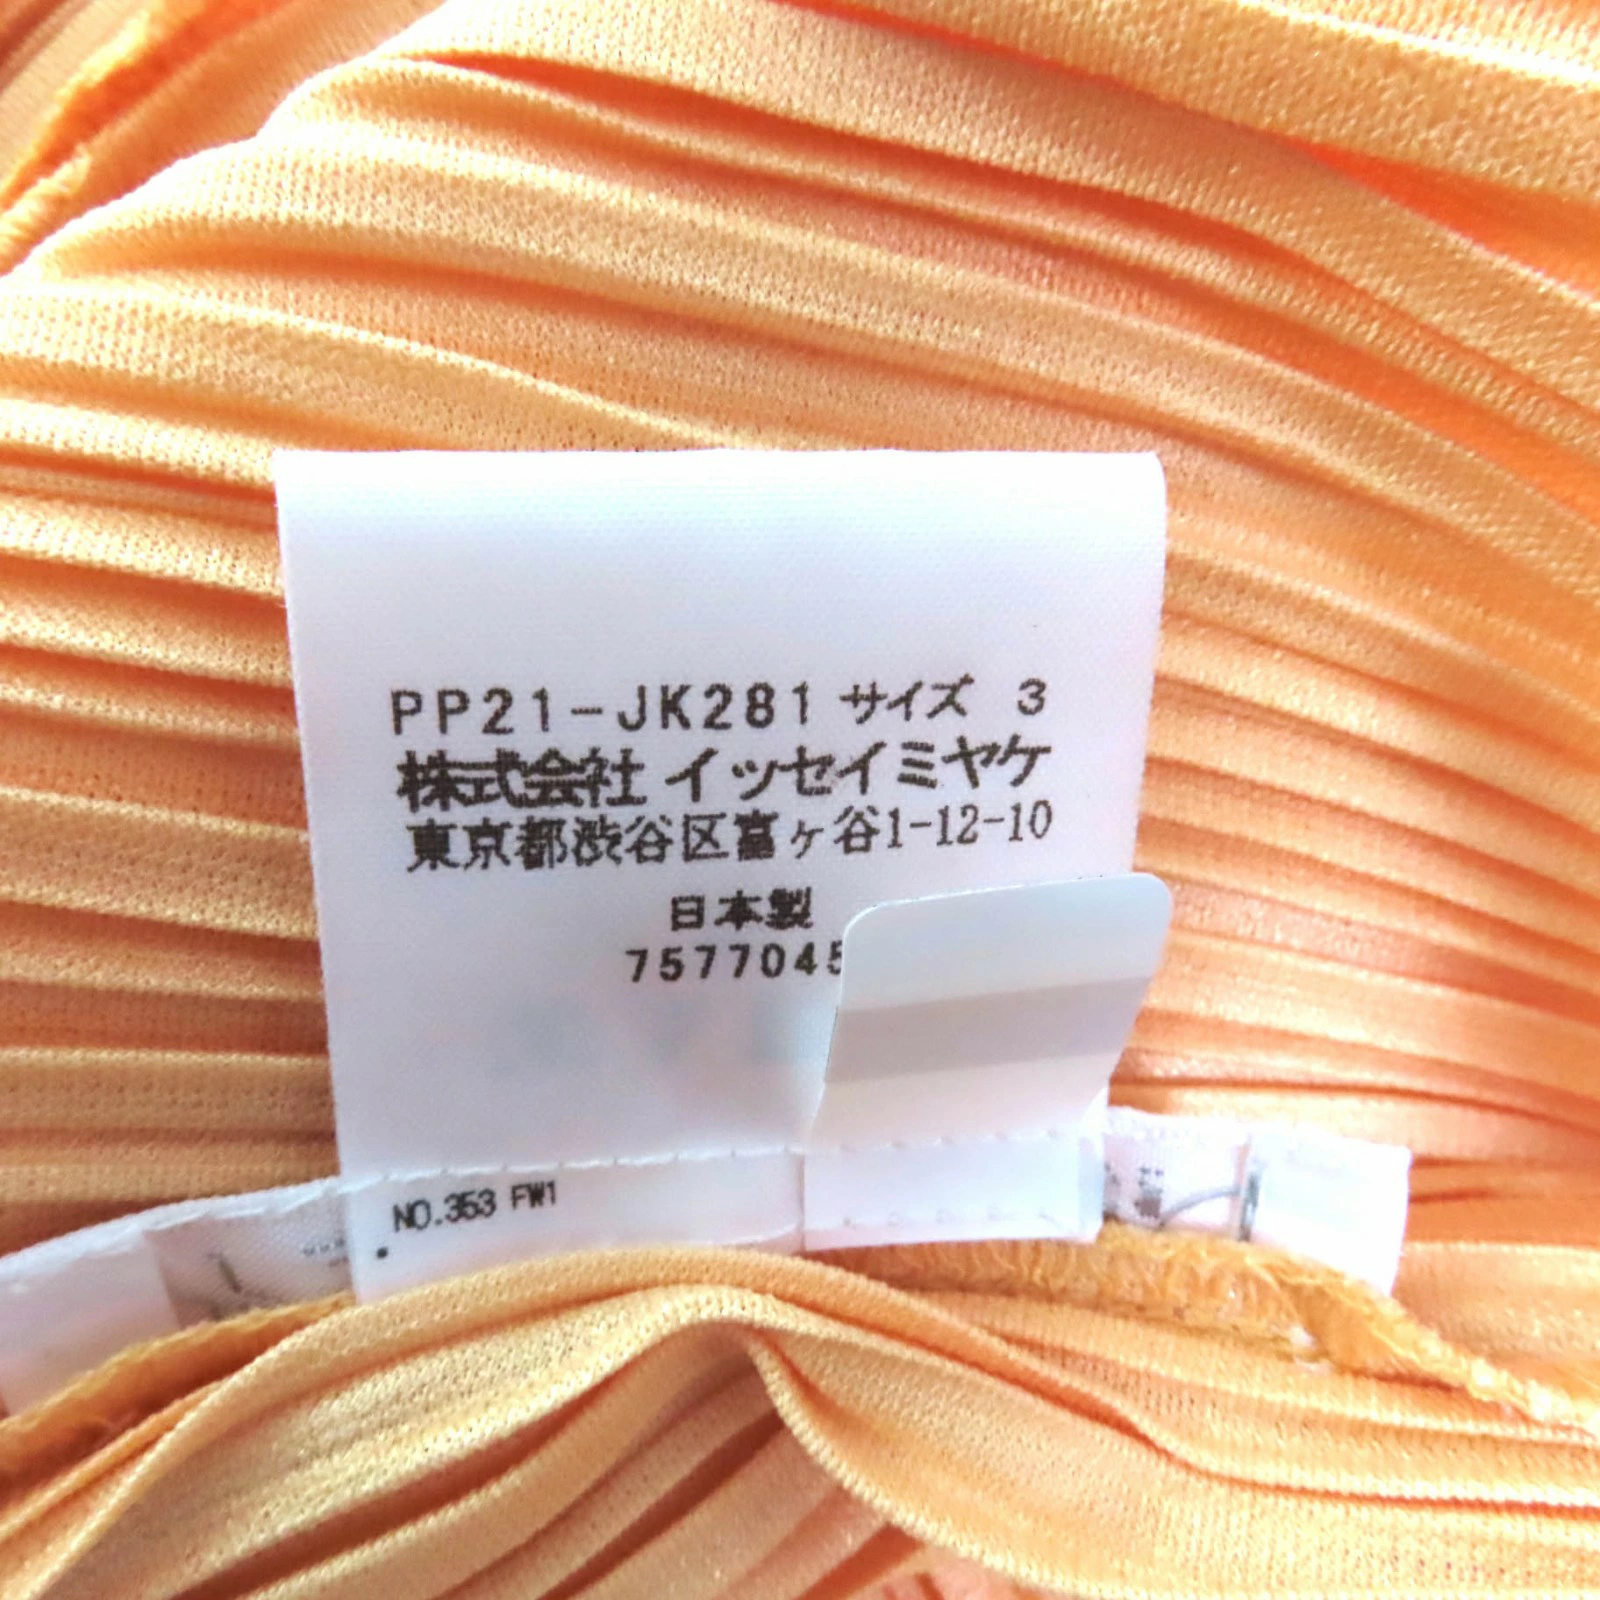 PP21-JK281 サイズ 3
株式会社 イッセイミヤケ
東京都渋谷区富ヶ谷1-12-10
日本製
7577045
NO.353 FW1